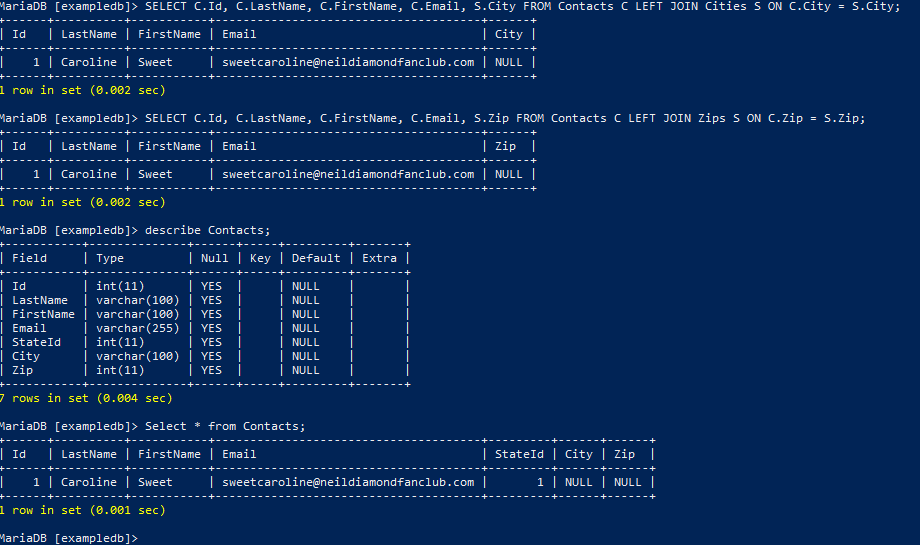 MariaDB [exampledb]> SELECT C.Id, C.LastName, C.FirstName, C.Email, S.City FROM Contacts C LEFT JOIN Cities S ON C.City = S.City;
+------+----------+-----------+---------------------------------------+------+
| Id   | LastName | FirstName | Email                                 | City |
+------+----------+-----------+---------------------------------------+------+
|    1 | Caroline | Sweet     | sweetcaroline@neildiamondfanclub.com | NULL |
+------+----------+-----------+---------------------------------------+------+
1 row in set (0.002 sec)
MariaDB [exampledb]> SELECT C.Id, C.LastName, C.FirstName, C.Email, S.Zip FROM Contacts C LEFT JOIN Zips S ON C.Zip = S.Zip;
+------+----------+-----------+---------------------------------------+------+
| Id   | LastName | FirstName | Email                                 | Zip  |
+------+----------+-----------+---------------------------------------+------+
|    1 | Caroline | Sweet     | sweetcaroline@neildiamondfanclub.com | NULL |
+------+----------+-----------+---------------------------------------+------+
1 row in set (0.002 sec)
MariaDB [exampledb]> describe Contacts;
+-----------+--------------+------+-----+---------+-------+
| Field     | Type         | Null | Key | Default | Extra |
+-----------+--------------+------+-----+---------+-------+
| Id        | int(11)      | YES  |     | NULL    |       |
| LastName  | varchar(100) | YES  |     | NULL    |       |
| FirstName | varchar(100) | YES  |     | NULL    |       |
| Email     | varchar(255) | YES  |     | NULL    |       |
| StateId   | int(11)      | YES  |     | NULL    |       |
| City      | varchar(100) | YES  |     | NULL    |       |
| Zip       | int(11)      | YES  |     | NULL    |       |
+-----------+--------------+------+-----+---------+-------+
7 rows in set (0.004 sec)
MariaDB [exampledb]> Select * from Contacts;
+------+----------+-----------+---------------------------------------+---------+------+------+
| Id   | LastName | FirstName | Email                                 | StateId | City | Zip  |
+------+----------+-----------+---------------------------------------+---------+------+------+
|    1 | Caroline | Sweet     | sweetcaroline@neildiamondfanclub.com |       1 | NULL | NULL |
+------+----------+-----------+---------------------------------------+---------+------+------+
1 row in set (0.001 sec)
MariaDB [exampledb]>